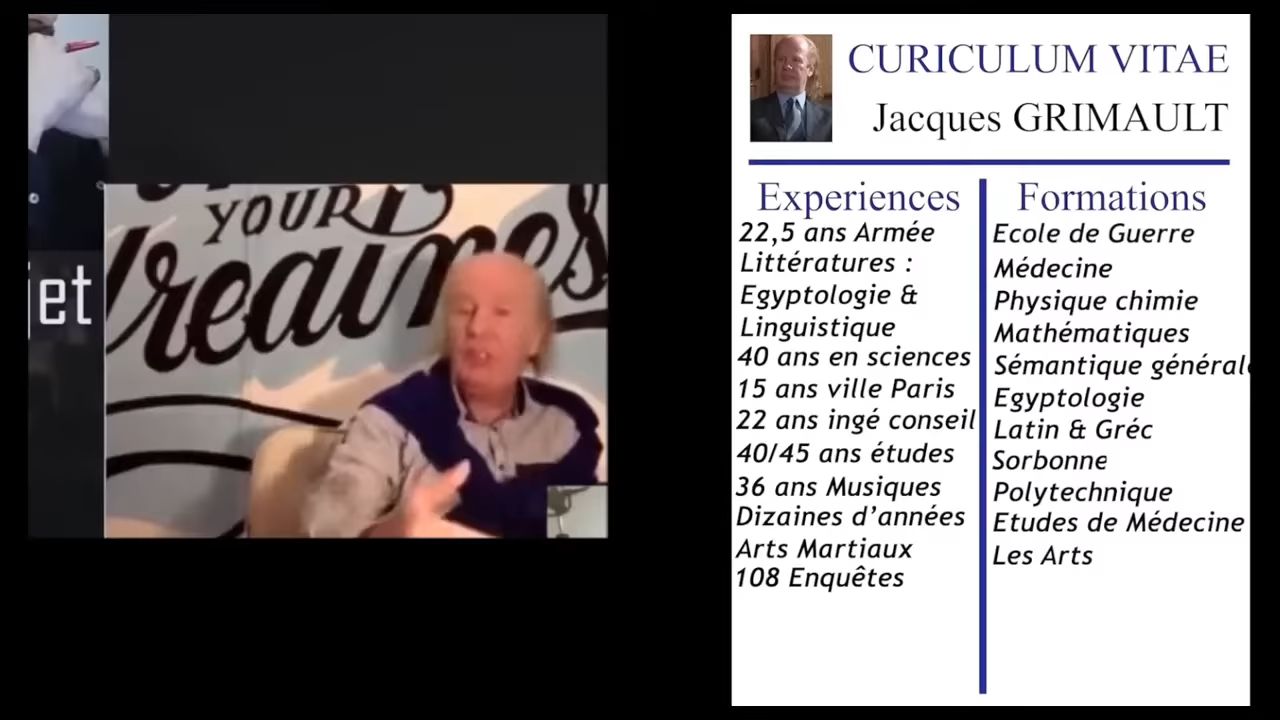 jet
YOUR
dreams
CURICULUM VITAE
Jacques GRIMAULT
Experiences
22,5 ans Armée
Littératures :
Egyptologie &
Linguistique
40 ans en sciences
15 ans ville Paris
22 ans ingé conseil
40/45 ans études
36 ans Musiques
Dizaines d’années
Arts Martiaux
108 Enquêtes
Formations
Ecole de Guerre
Médecine
Physique chimie
Mathématiques
Sémantique général
Egyptologie
Latin & Gréc
Sorbonne
Polytechnique
Etudes de Médecine
Les Arts